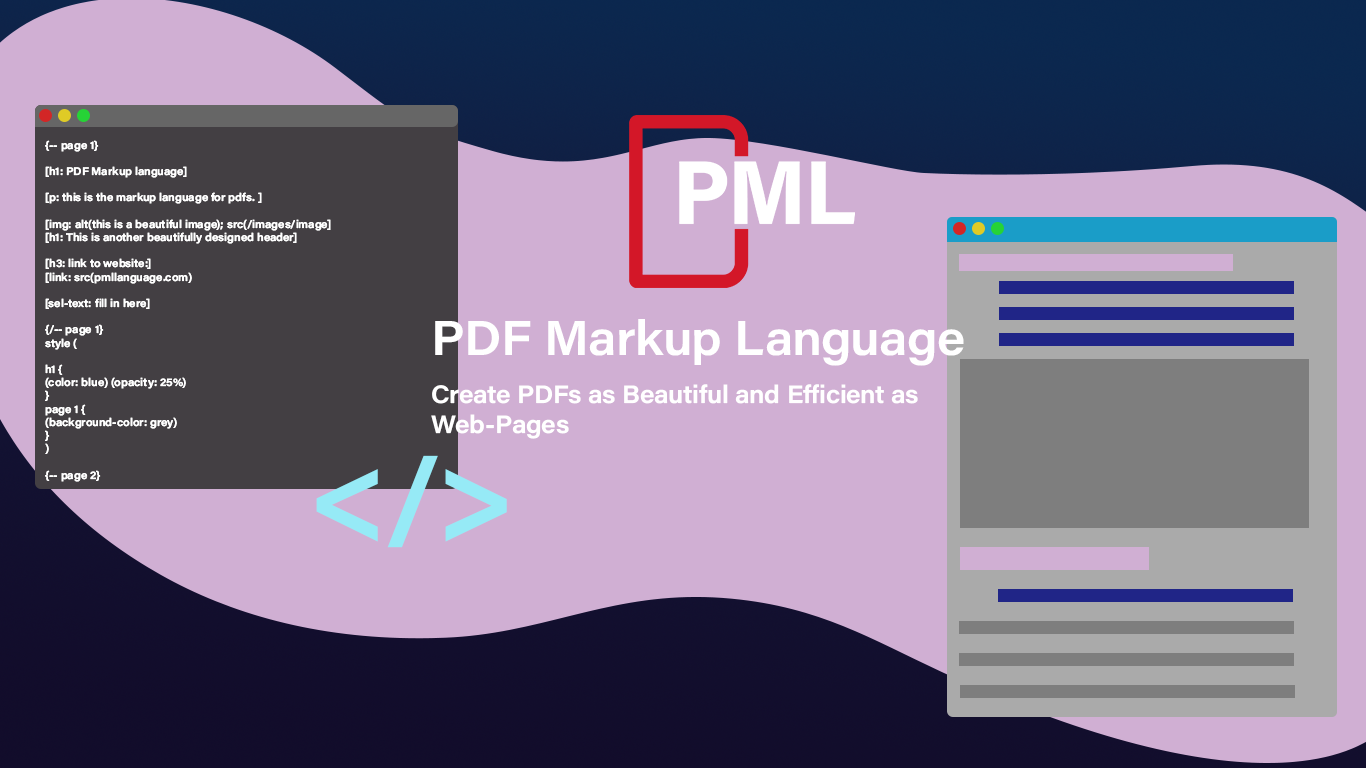 {-- page 1}
[h1: PDF Markup language]
[p: this is the markup language for pdfs. ]
[img: alt(this is a beautiful image); src(/images/image]
[h1: This is another beautifully designed header]
[h3: link to website:]
[link: src(pmllanguage.com)
[sel-text: fill in here]
{/-- page 1}
style (
h1 {
(color: blue) (opacity: 25%)
}
page 1 {
(background-color: grey)
}
)
{-- page 2}
PML
PDF Markup Language
Create PDFs as Beautiful and Efficient as
Web-Pages
</>